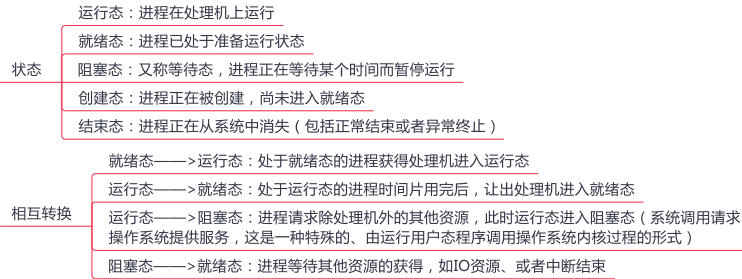 状态
运行态：进程在处理机上运行
就绪态：进程已处于准备运行状态
阻塞态：又称等待态，进程正在等待某个时间而暂停运行
创建态：进程正在被创建，尚未进入就绪态
结束态：进程正在从系统中消失（包括正常结束或者异常终止）
相互转换
就绪态——>运行态：处于就绪态的进程获得处理机进入运行态
运行态——>就绪态：处于运行态的进程时间片用完后，让出处理机进入就绪态
运行态——>阻塞态：进程请求除处理机外的其他资源，此时运行态进入阻塞态（系统调用请求
操作系统提供服务，这是一种特殊的、由运行用户态程序调用操作系统内核过程的形式）
阻塞态——>就绪态：进程等待其他资源的获得，如IO资源、或者中断结束